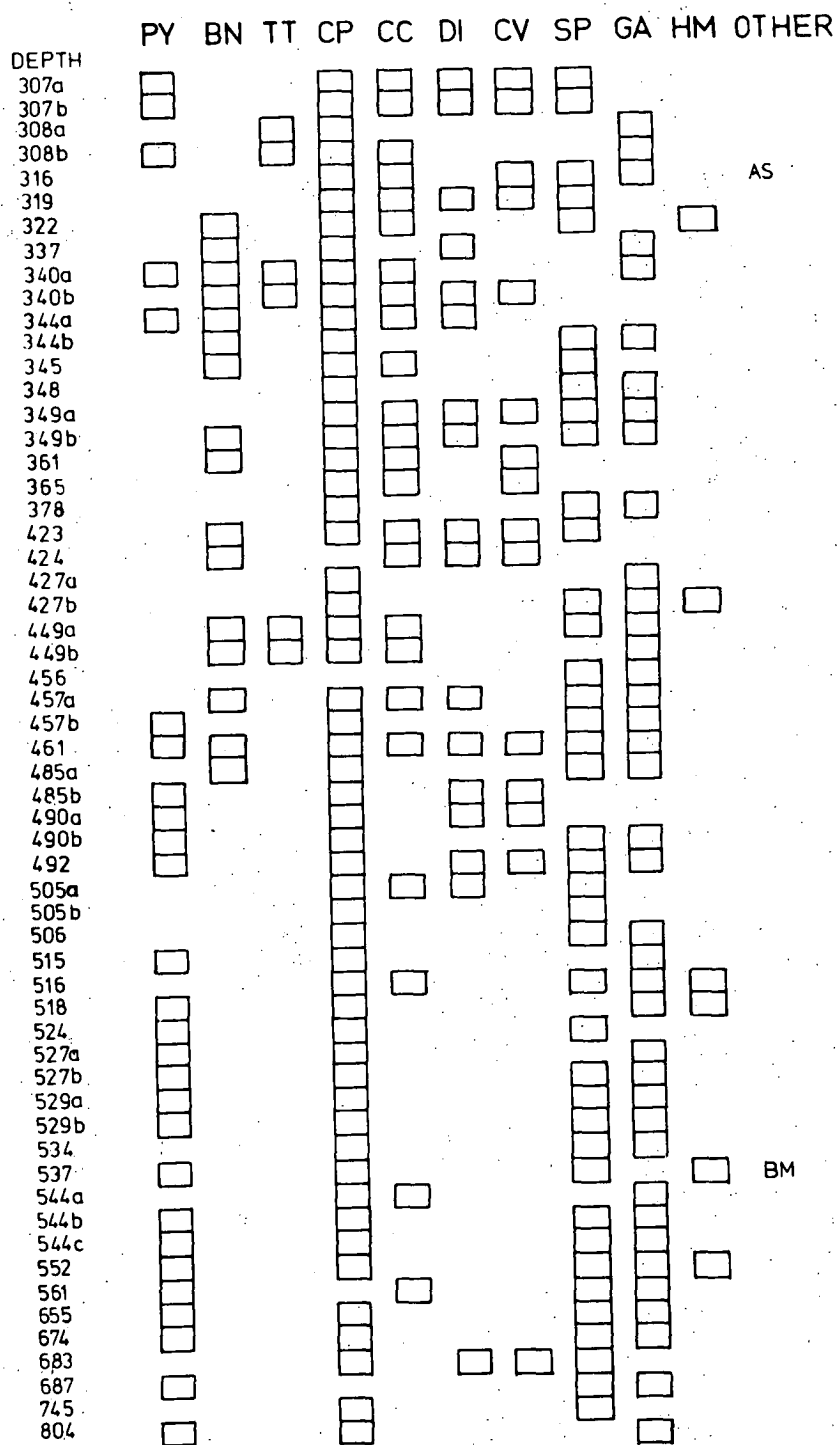 PY BN TT CP CC DI CV SP GA HM OTHER
DEPTH
307a
307b
308a
308b
316 AS
319
322
337
340a
340b
344a
344b
345
348
349a
349b
361
365
378
423
424
427a
427b
449a
449b
456
457a
457b
461
485a
485b
490a
490b
492
505a
505b
506
515
516
518
524
527a
527b
529a
529b
534
537 BM
544a
544b
544c
552
561
655
674
683
687
745
804